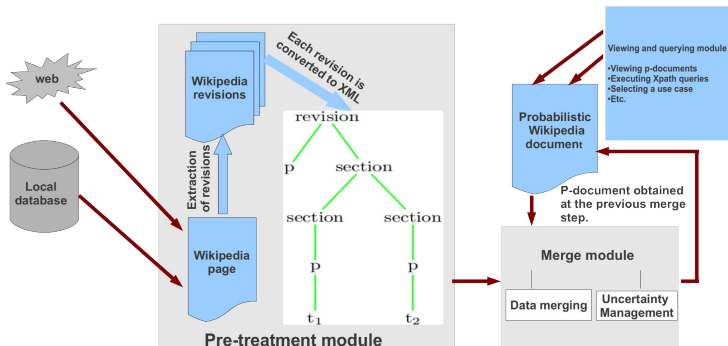 web
Local
database
Wikipedia
revisions
Each revision is
converted to XML
Extraction
of revisions
Wikipedia
page
revision
p
section
section
section
p
p
t1
t2
Pre-treatment module
Viewing and querying module
•Viewing p-documents
•Executing Xpath queries
•Selecting a use case
•Etc.
Probabilistic
Wikipedia
document
P-document obtained
at the previous merge
step.
Merge module
Data merging
Uncertainty
Management